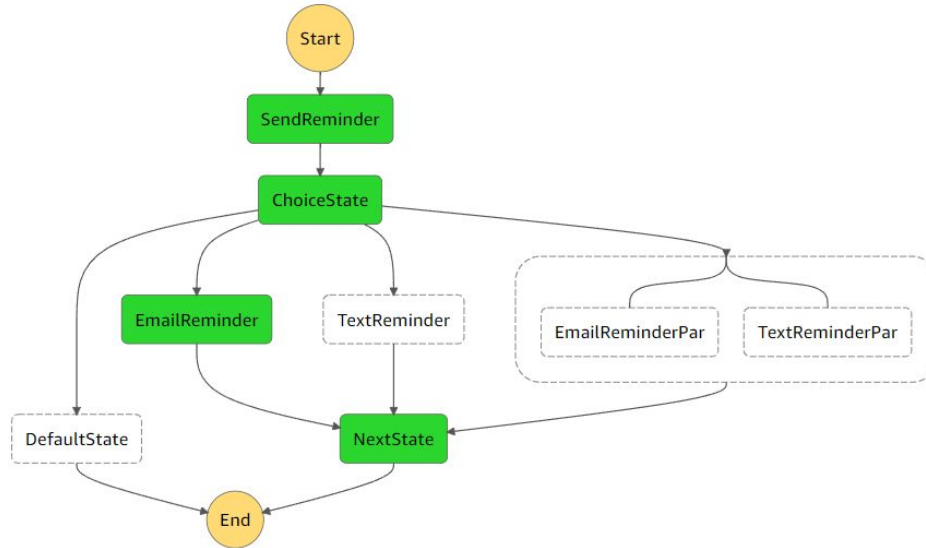 Start
SendReminder
ChoiceState
EmailReminder
TextReminder
EmailReminderPar
TextReminderPar
DefaultState
NextState
End